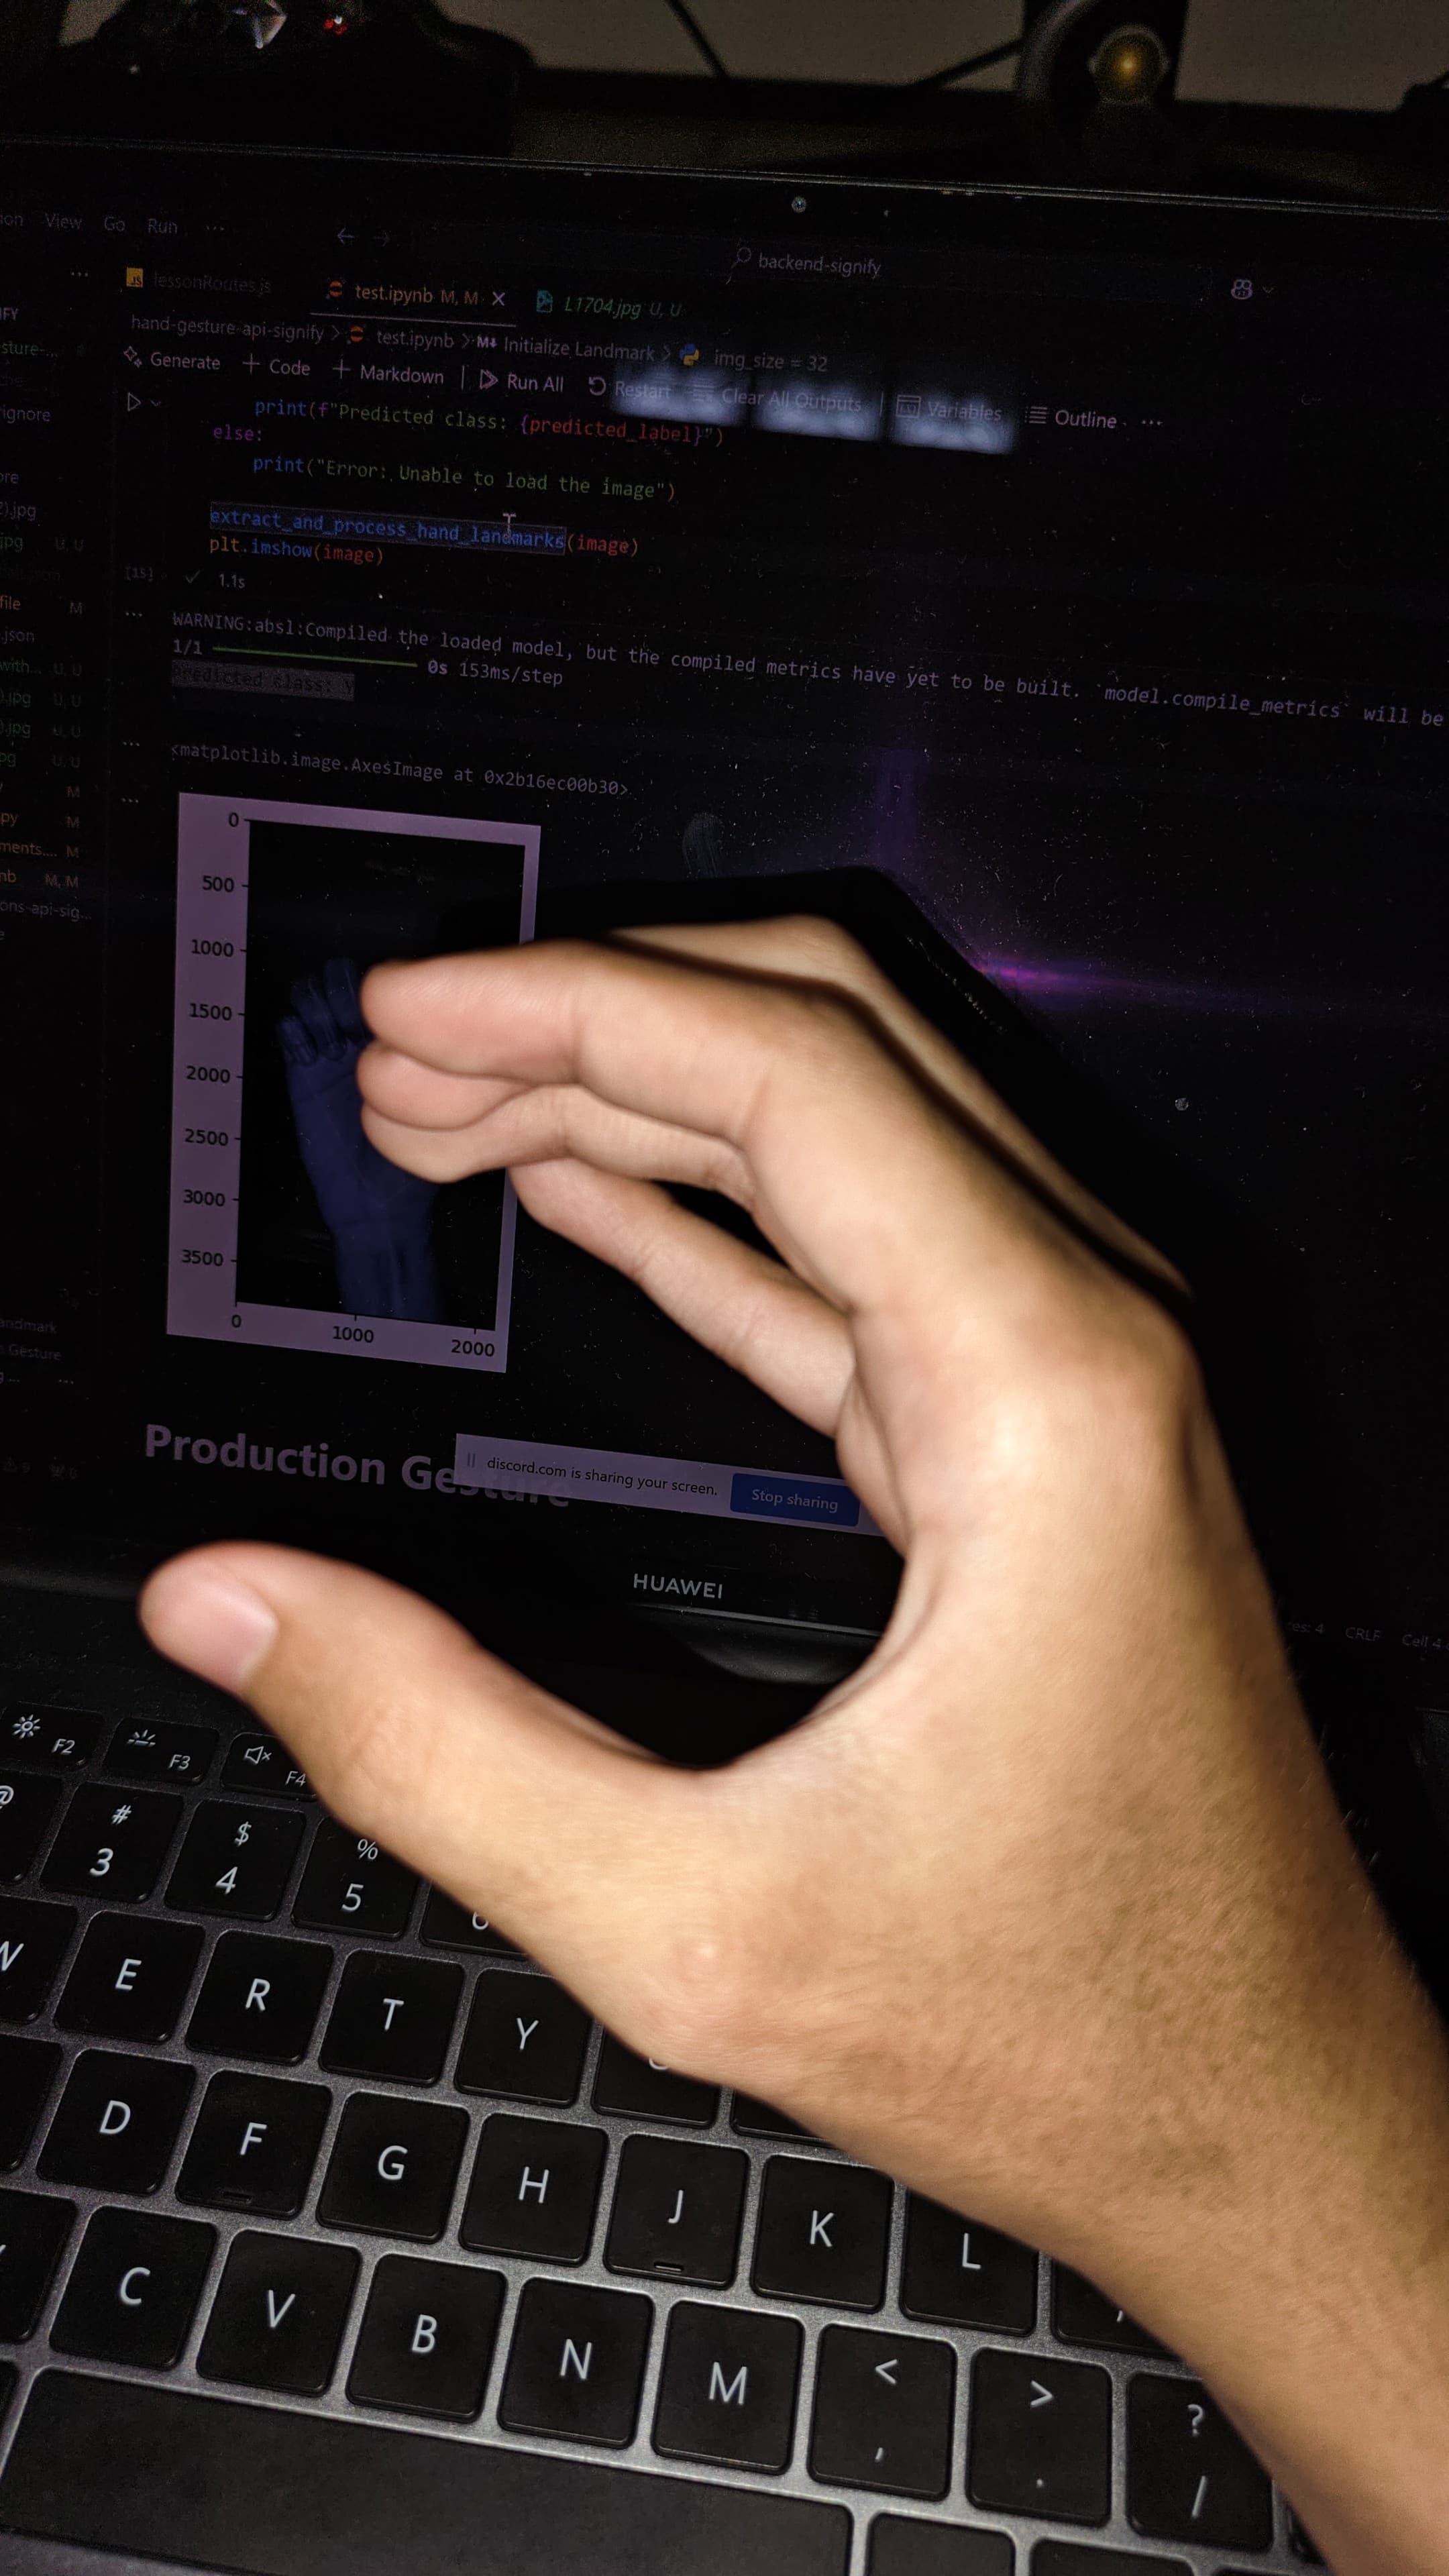 View Go Run ...
backend-signify
lessonRoutes.js test.ipynb M, M L1704.jpg U, U
hand-gesture-api-signify > test.ipynb > M↓ Initialize Landmark > img_size = 32
Generate + Code + Markdown | Run All Restart Clear All Outputs | Variables Outline ...
print(f"Predicted class: {predicted_label}")
else:
print("Error: Unable to load the image")
extract_and_process_hand_landmarks(image)
plt.imshow(image)
[15] 1.1s
WARNING:absl:Compiled the loaded model, but the compiled metrics have yet to be built. `model.compile_metrics` will be
1/1 0s 153ms/step
Predicted class: Y
<matplotlib.image.AxesImage at 0x2b16ec00b30>
0
500
1000
1500
2000
2500
3000
3500
0 1000 2000
Production Gesture
discord.com is sharing your screen. Stop sharing
HUAWEI
CRLF Cell 4
F2 F3 F4
@ # $ %
3 4 5
W E R T Y
D F G H J K L
C V B N M < > ?
, . /